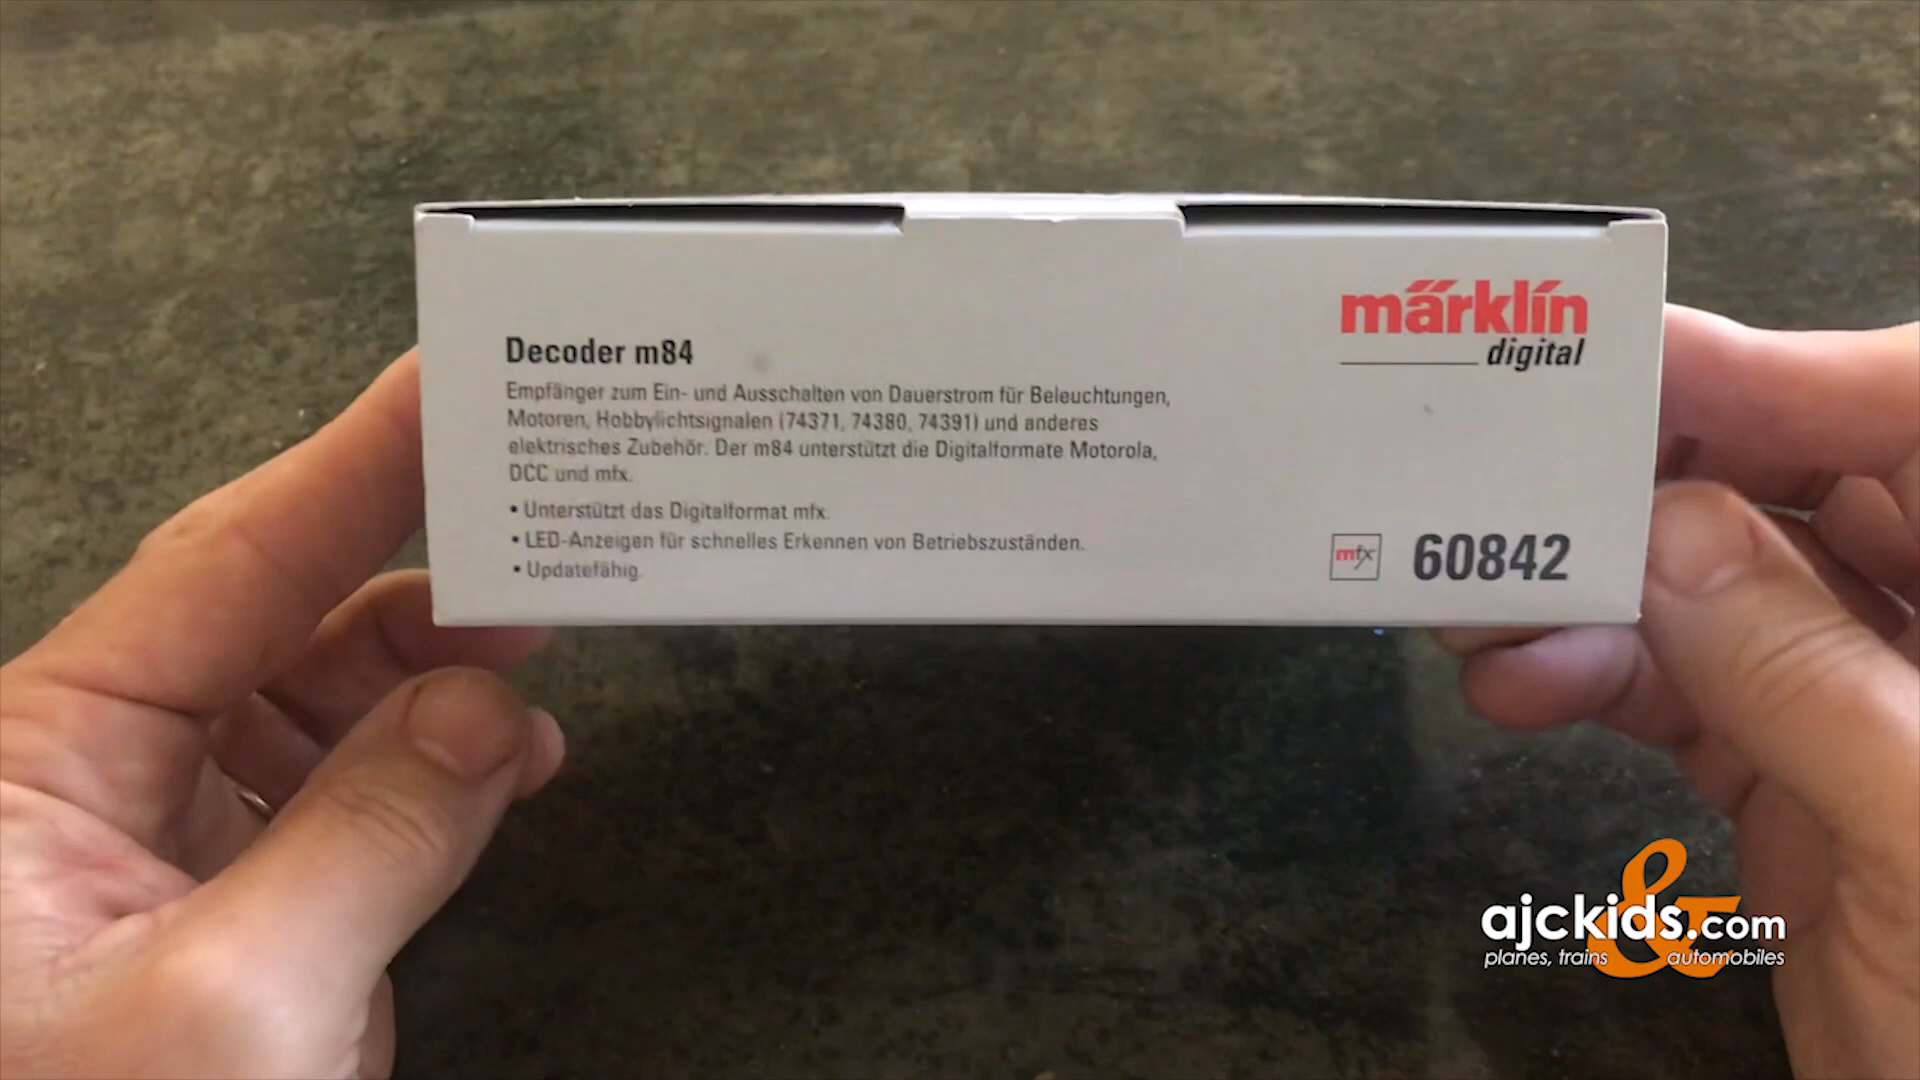 märklín
digital
Decoder m84
Empfänger zum Ein- und Ausschalten von Dauerstrom für Beleuchtungen,
Motoren, Hobbylichtsignalen (74371, 74380, 74391) und anderes
elektrisches Zubehör. Der m84 unterstützt die Digitalformate Motorola,
DCC und mfx.
• Unterstützt das Digitalformat mfx.
• LED-Anzeigen für schnelles Erkennen von Betriebszuständen.
• Updatefähig.
mfx 60842
&
ajckids.com
planes, trains automobiles